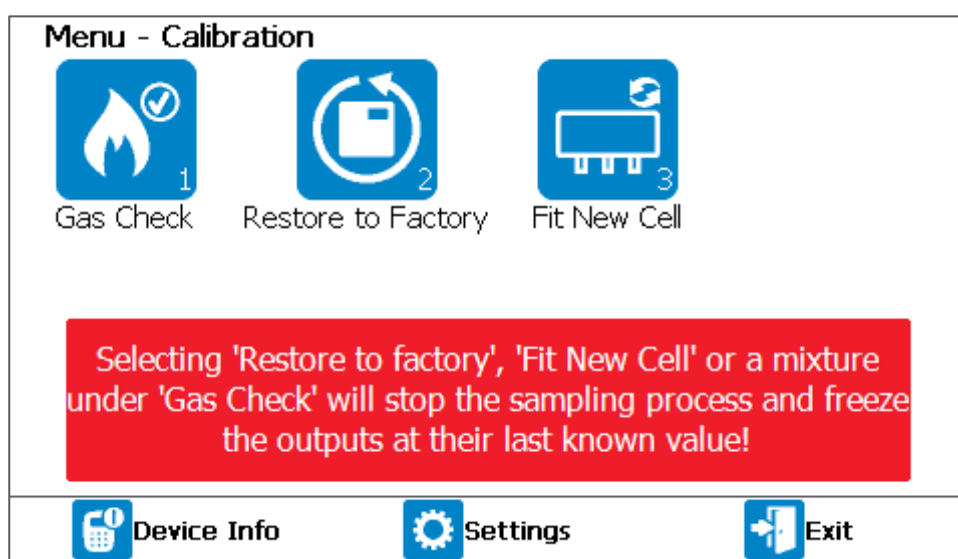 Menu - Calibration
1
2
3
Gas Check
Restore to Factory
Fit New Cell
Selecting 'Restore to factory', 'Fit New Cell' or a mixture
under 'Gas Check' will stop the sampling process and freeze
the outputs at their last known value!
Device Info
Settings
Exit